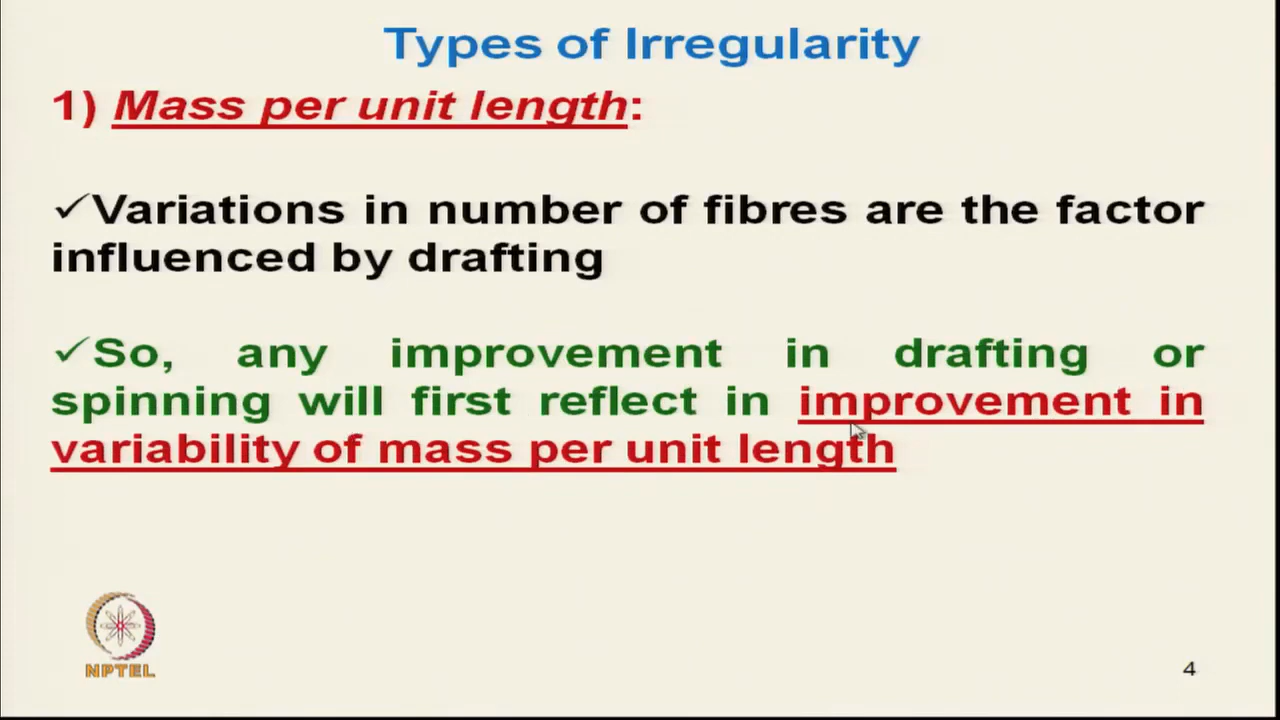 Types of Irregularity
1) Mass per unit length:
✓Variations in number of fibres are the factor
influenced by drafting
✓So, any improvement in drafting or
spinning will first reflect in improvement in
variability of mass per unit length
NPTEL
4